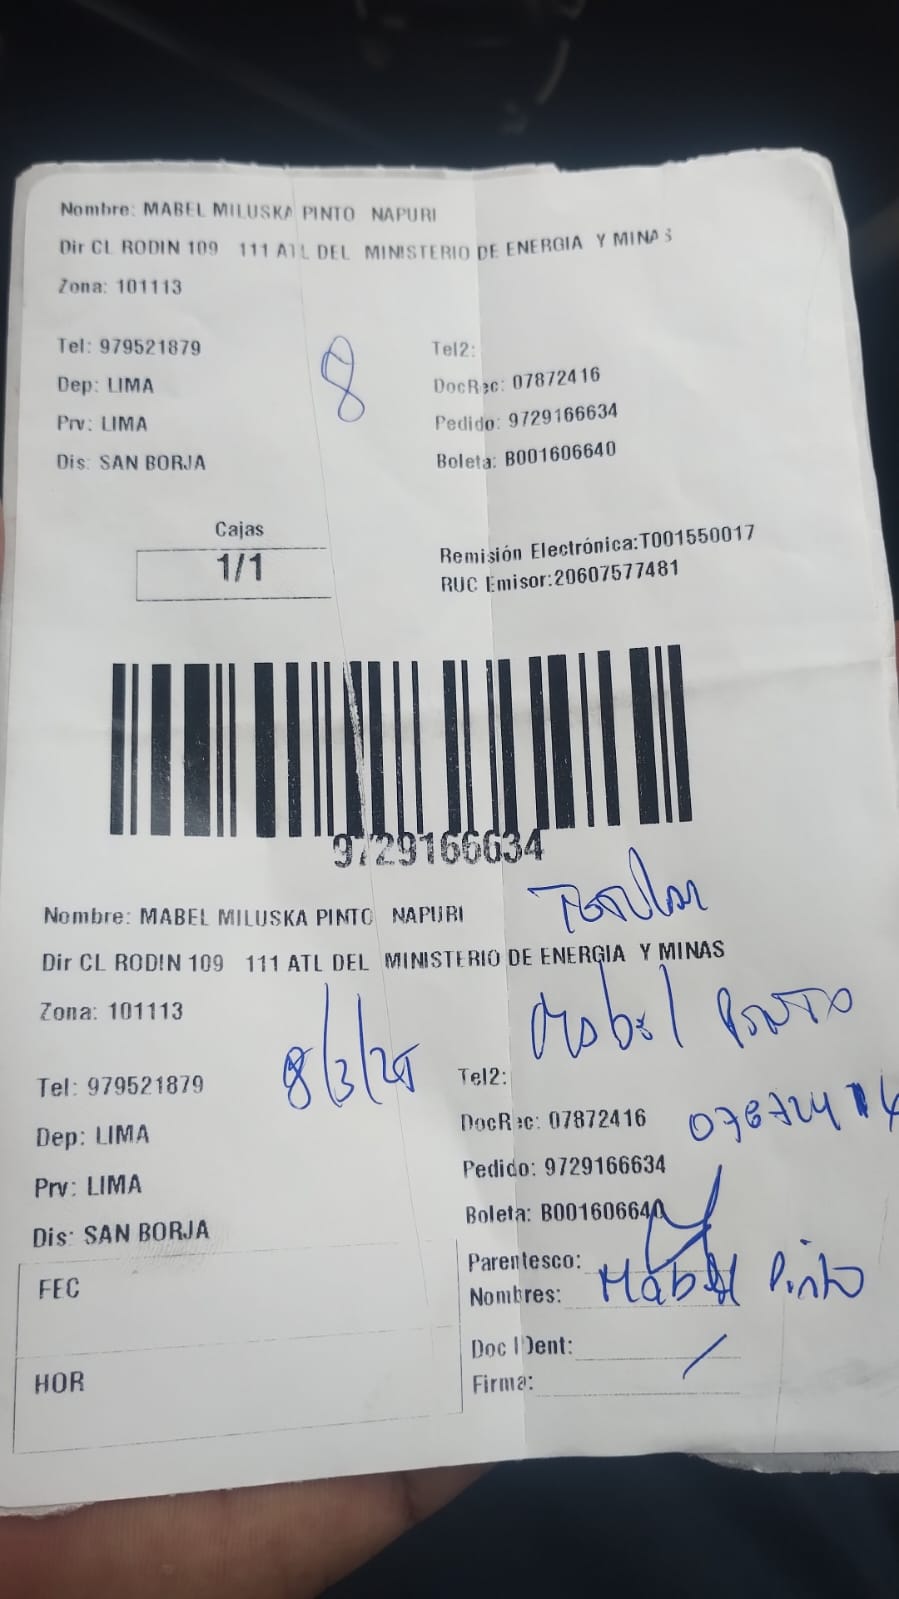 Nombre: MABEL MILUSKA PINTO NAPURI
Dir CL RODIN 109 111 ATL DEL MINISTERIO DE ENERGIA Y MINAS
Zona: 101113
Tel: 979521879 Tel2:
8
Dep: LIMA DocRec: 07872416
Prv: LIMA Pedido: 9729166634
Dis: SAN BORJA Boleta: B001606640
Cajas
1/1
Remisión Electrónica:T001550017
RUC Emisor:20607577481
9729166634
Titular
Nombre: MABEL MILUSKA PINTO NAPURI
Dir CL RODIN 109 111 ATL DEL MINISTERIO DE ENERGIA Y MINAS
Zona: 101113
Mabel Pinto
8/3/25
Tel: 979521879 Tel2:
Dep: LIMA DocRec: 07872416
Prv: LIMA Pedido: 9729166634
Dis: SAN BORJA Boleta: B001606640
FEC Parentesco:
Nombres: Mabel Pinto
Doc IDent:
HOR Firma: